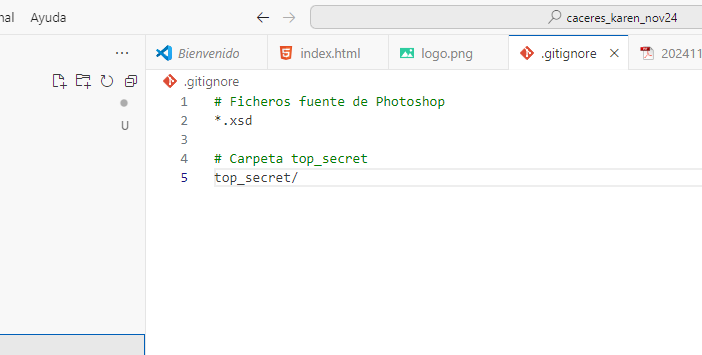 nal Ayuda
caceres_karen_nov24
Bienvenido index.html logo.png .gitignore 202411
.gitignore
U
1 # Ficheros fuente de Photoshop
2 *.xsd
3
4 # Carpeta top_secret
5 top_secret/